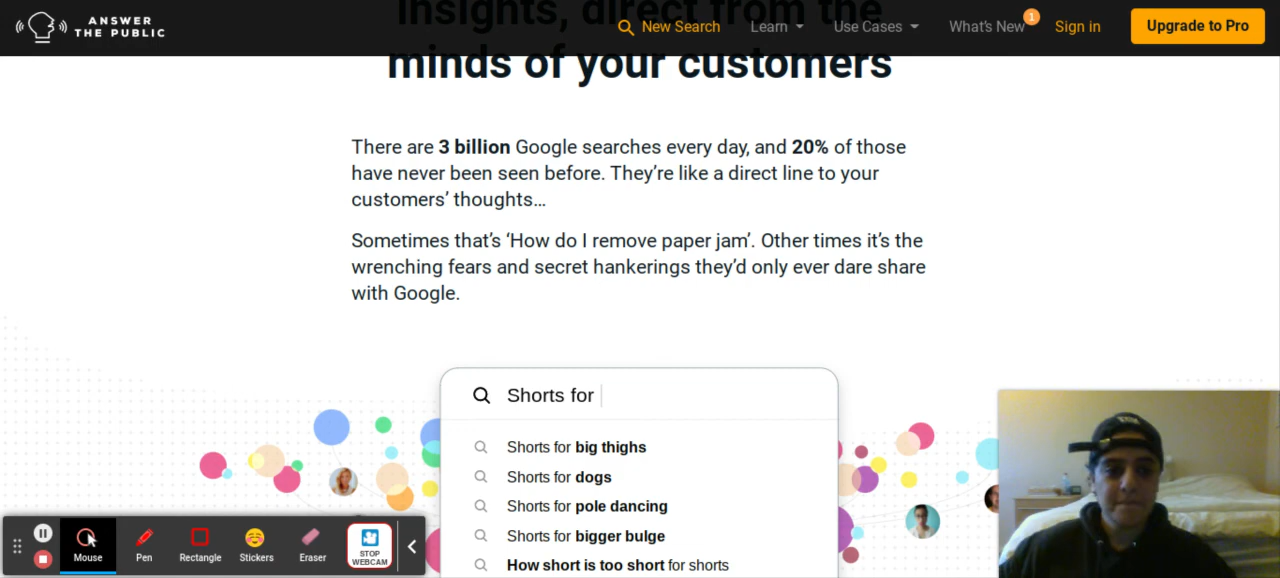 ANSWER
THE PUBLIC
insights, direct from the
New Search
Learn
Use Cases
What's New
1
Sign in
Upgrade to Pro
minds of your customers
There are 3 billion Google searches every day, and 20% of those
have never been seen before. They're like a direct line to your
customers' thoughts...
Sometimes that's 'How do I remove paper jam'. Other times it's the
wrenching fears and secret hankerings they'd only ever dare share
with Google.
Shorts for
Shorts for big thighs
Shorts for dogs
Shorts for pole dancing
Shorts for bigger bulge
How short is too short for shorts
Mouse
Pen
Rectangle
Stickers
Eraser
STOP
WEBCAM